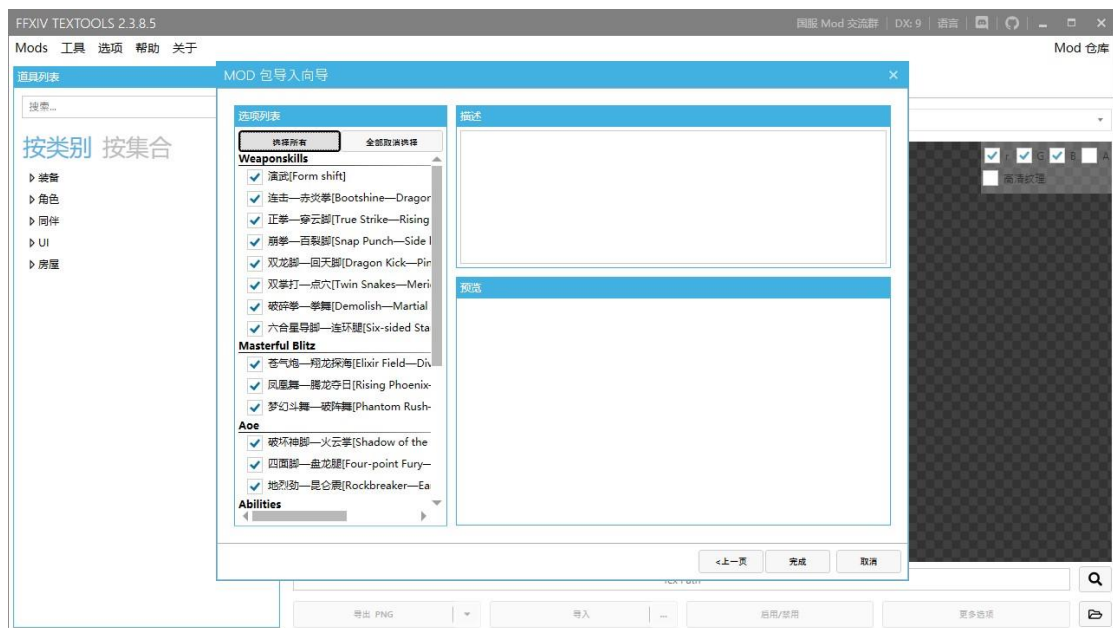 FFXIV TEXTOOLS 2.3.8.5
国服 Mod 交流群 | DX: 9 | 语言
Mods 工具 选项 帮助 关于
Mod 仓库
道具列表
搜索...
按类别 按集合
装备
角色
同伴
UI
房屋
MOD 包导入向导
选项列表
选择所有 全部取消选择
Weaponskills
演武[Form shift]
连击—赤炎拳[Bootshine—Dragor
正拳—穿云脚[True Strike—Rising
崩拳—百裂脚[Snap Punch—Side
双龙脚—回天脚[Dragon Kick—Pin
双掌打—点穴[Twin Snakes—Meri
破碎拳—拳舞[Demolish—Martial
六合星导脚—连环腿[Six-sided Sta
Masterful Blitz
苍气炮—翔龙探海[Elixir Field—Div
凤凰舞—腾龙夺日[Rising Phoenix-
梦幻斗舞—破阵舞[Phantom Rush-
Aoe
破坏神脚—火云掌[Shadow of the
四面脚—盘龙腿[Four-point Fury—
地烈劲—昆仑震[Rockbreaker—Ea
Abilities
描述
预览
<上一页 完成 取消
r G B A
高清纹理
导出 PNG 导入 ... 启用/禁用 更多选项